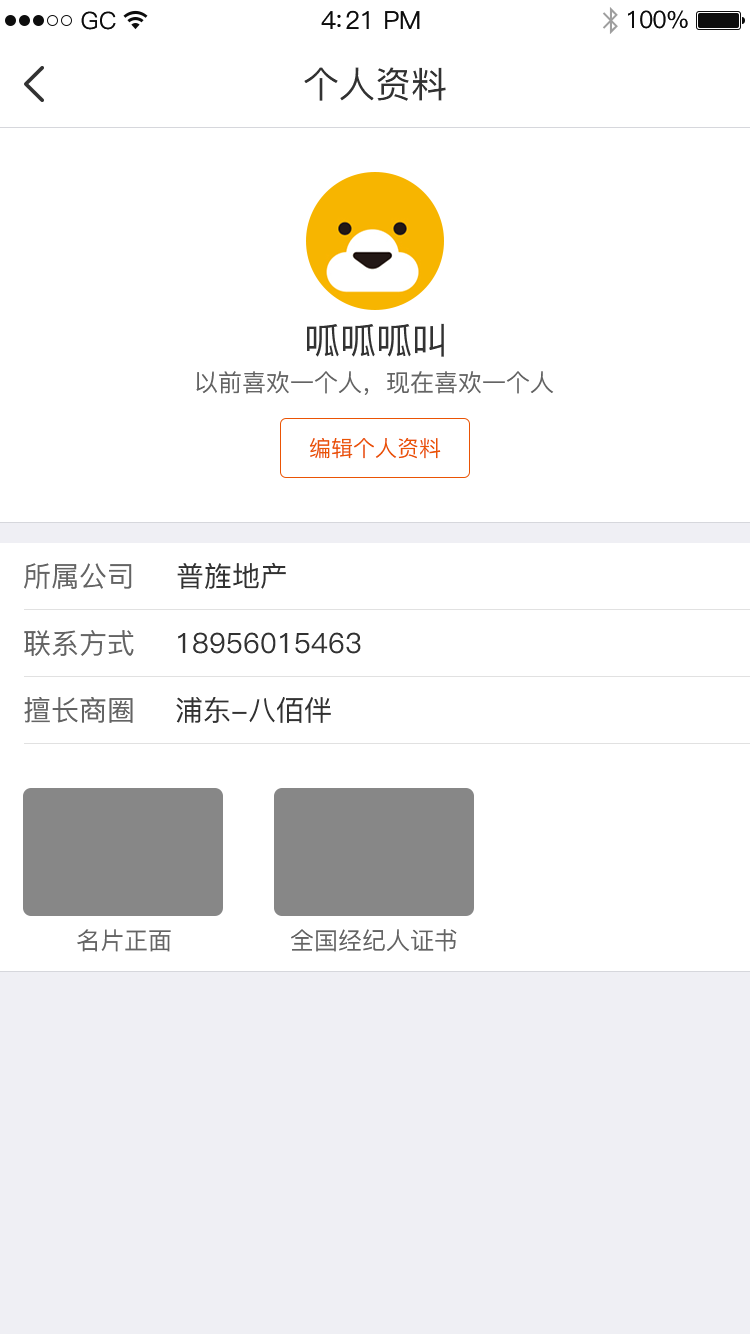 GC 4:21 PM 100%
个人资料
呱呱呱叫
以前喜欢一个人，现在喜欢一个人
编辑个人资料
所属公司 普旌地产
联系方式 18956015463
擅长商圈 浦东-八佰伴
名片正面 全国经纪人证书